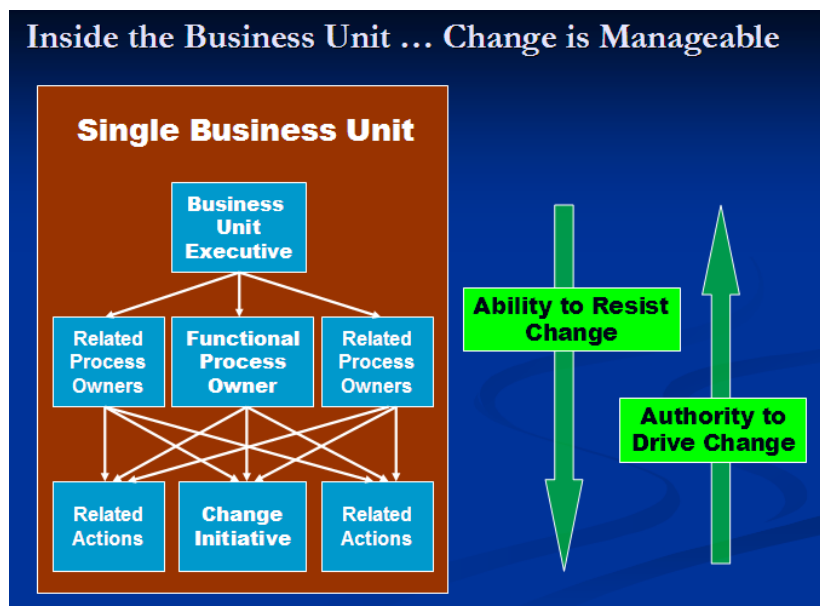 Inside the Business Unit … Change is Manageable
Single Business Unit
Business
Unit
Executive
Related
Process
Owners
Functional
Process
Owner
Related
Process
Owners
Related
Actions
Change
Initiative
Related
Actions
Ability to Resist
Change
Authority to
Drive Change